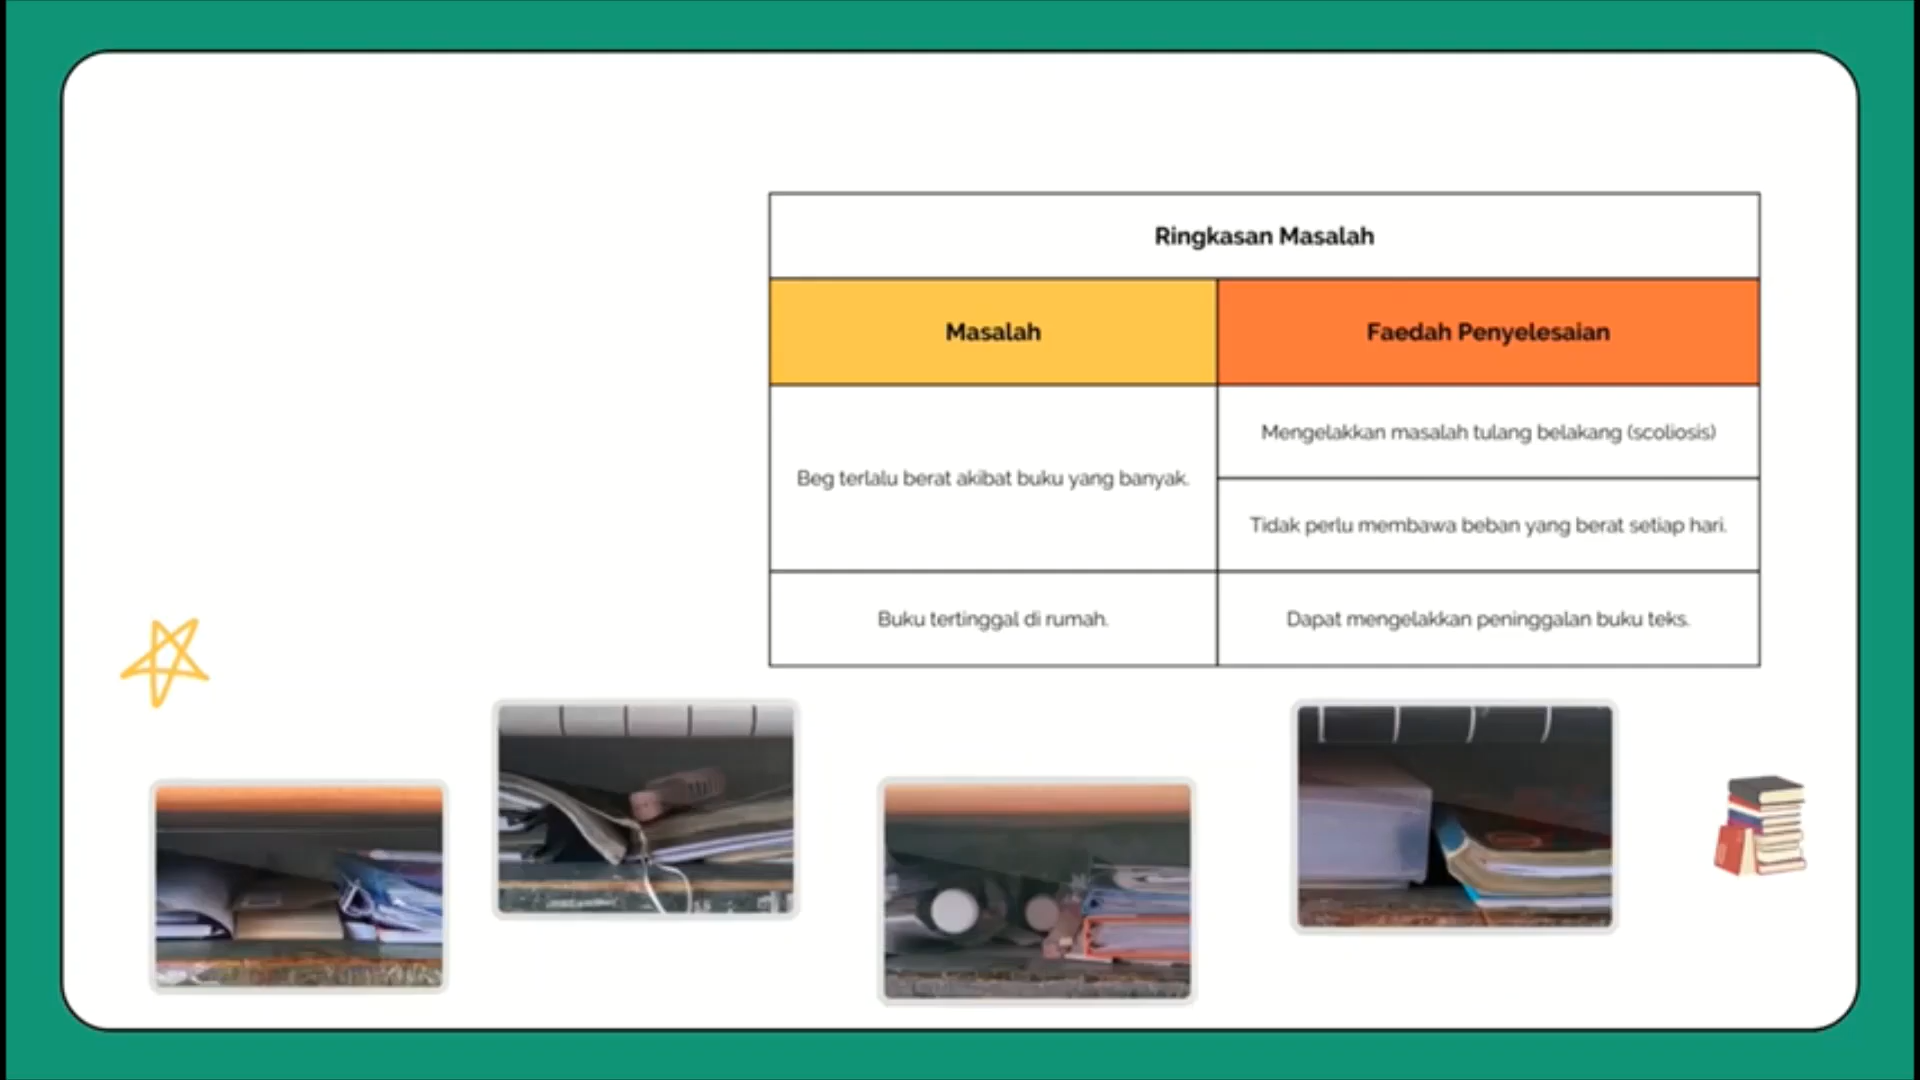 Ringkasan Masalah
Masalah
Faedah Penyelesaian
Beg terlalu berat akibat buku yang banyak.
Mengelakkan masalah tulang belakang (scoliosis)
Tidak perlu membawa beban yang berat setiap hari.
Buku tertinggal di rumah.
Dapat mengelakkan peninggalan buku teks.